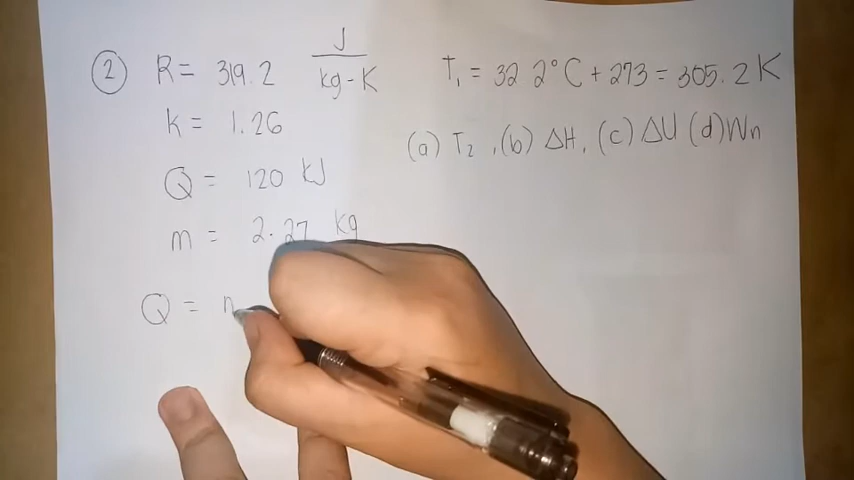 ② R = 319.2 J/kg-K T₁ = 32 2°C + 273 = 305.2 K
k = 1.26
(a) T₂, (b) ΔH, (c) ΔU (d) Wn
Q = 120 kJ
m = 2.27 kg
Q =